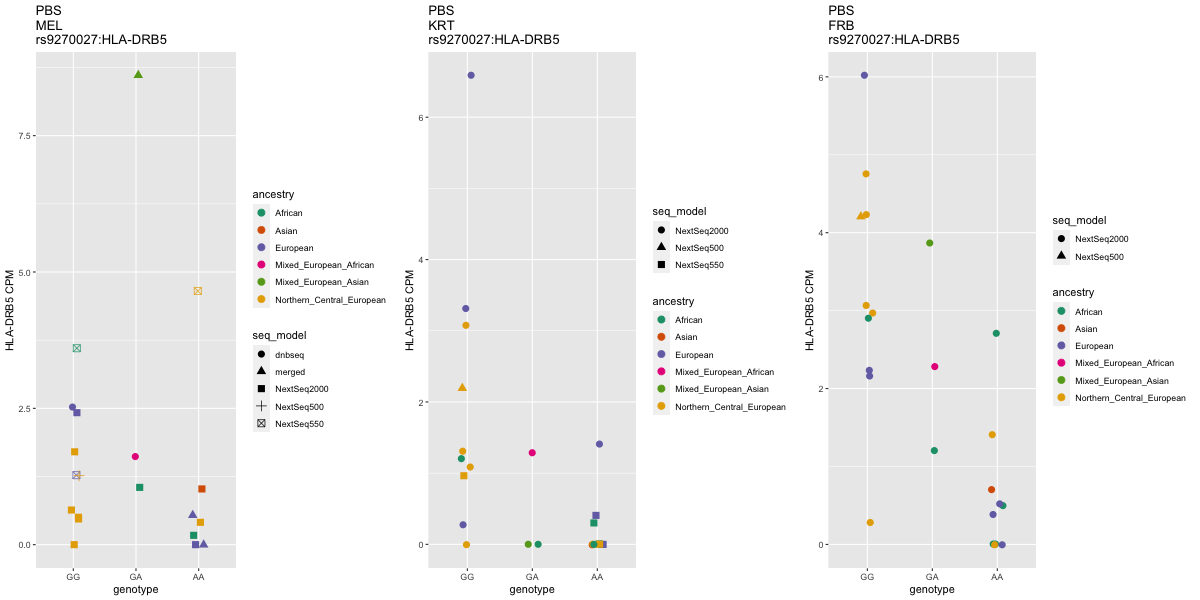 PBS
MEL
rs9270027:HLA-DRB5
HLA-DRB5 CPM
7.5
5.0
2.5
0.0
GG
GA
AA
genotype
ancestry
African
Asian
European
Mixed_European_African
Mixed_European_Asian
Northern_Central_European
seq_model
dnbseq
merged
NextSeq2000
NextSeq500
NextSeq550
PBS
KRT
rs9270027:HLA-DRB5
HLA-DRB5 CPM
6
4
2
0
GG
GA
AA
genotype
seq_model
NextSeq2000
NextSeq500
NextSeq550
ancestry
African
Asian
European
Mixed_European_African
Mixed_European_Asian
Northern_Central_European
PBS
FRB
rs9270027:HLA-DRB5
HLA-DRB5 CPM
6
4
2
0
GG
GA
AA
genotype
seq_model
NextSeq2000
NextSeq500
ancestry
African
Asian
European
Mixed_European_African
Mixed_European_Asian
Northern_Central_European